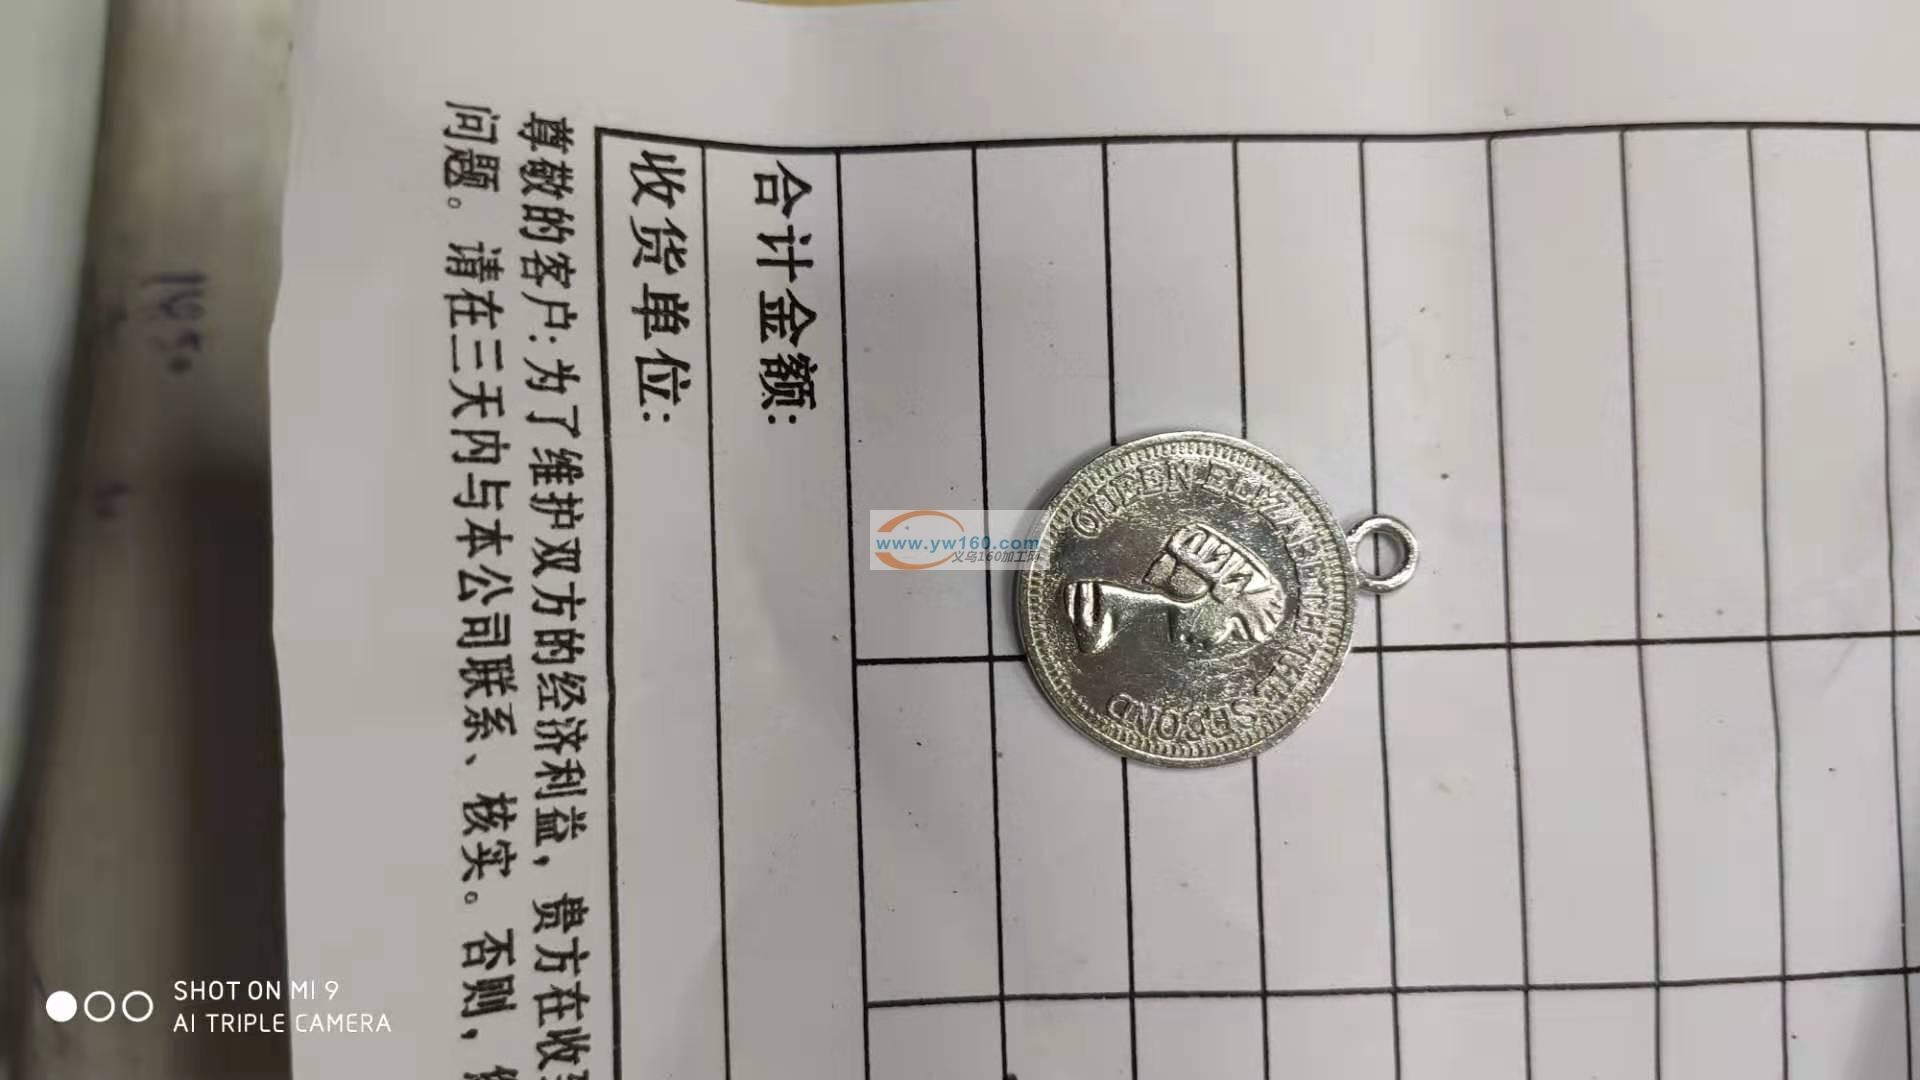 合计金额:
收货单位:
尊敬的客户:为了维护双方的经济利益,贵方在收
问题。请在三天内与本公司联系、核实。否则,
QUEEN ELIZABETH THE SECOND
www.yw160.com
义乌160加工网
SHOT ON MI 9
AI TRIPLE CAMERA